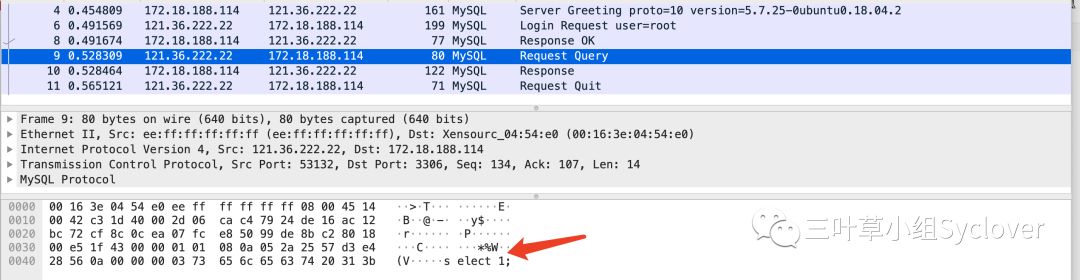 4 0.454809 172.18.188.114 121.36.222.22 161 MySQL Server Greeting proto=10 version=5.7.25-0ubuntu0.18.04.2
6 0.491569 121.36.222.22 172.18.188.114 199 MySQL Login Request user=root
8 0.491674 172.18.188.114 121.36.222.22 77 MySQL Response OK
9 0.528309 121.36.222.22 172.18.188.114 80 MySQL Request Query
10 0.528464 172.18.188.114 121.36.222.22 122 MySQL Response
11 0.565121 121.36.222.22 172.18.188.114 71 MySQL Request Quit
Frame 9: 80 bytes on wire (640 bits), 80 bytes captured (640 bits)
Ethernet II, Src: ee:ff:ff:ff:ff:ff (ee:ff:ff:ff:ff:ff), Dst: Xensourc_04:54:e0 (00:16:3e:04:54:e0)
Internet Protocol Version 4, Src: 121.36.222.22, Dst: 172.18.188.114
Transmission Control Protocol, Src Port: 53132, Dst Port: 3306, Seq: 134, Ack: 107, Len: 14
MySQL Protocol
0000 00 16 3e 04 54 e0 ee ff ff ff ff ff 08 00 45 14 ··>·T··· ······E·
0010 00 42 c3 1d 40 00 2d 06 ca c4 79 24 de 16 ac 12 ·B··@·-· ··y$····
0020 bc 72 cf 8c 0c ea 07 fc e8 50 99 de 8b c2 80 18 ·r······ ·P······
0030 00 e5 1f 43 00 00 01 01 08 0a 05 2a 25 57 d3 e4 ···C···· ···*%W··
0040 28 56 0a 00 00 00 03 73 65 6c 65 63 74 20 31 3b (V·····s elect 1;
三叶草小组Syclover